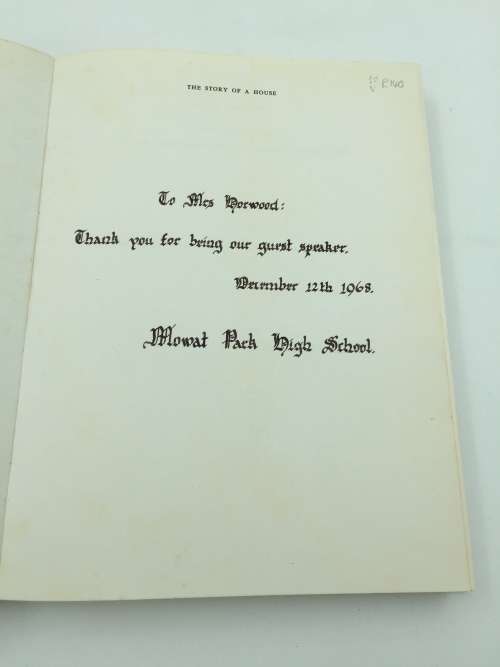 THE STORY OF A HOUSE
To Mrs Horwood:
Thank you for being our guest speaker.
December 12th 1968.
Mowat Park High School.